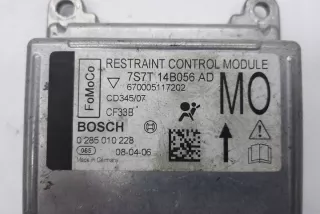 FoMoCo
RESTRAINT CONTROL MODULE
7S7T 14B056 AD
670005117202
MO
CD345/07
CF33B
BOSCH
0 285 010 228
065
08-04-06
Made in Germany